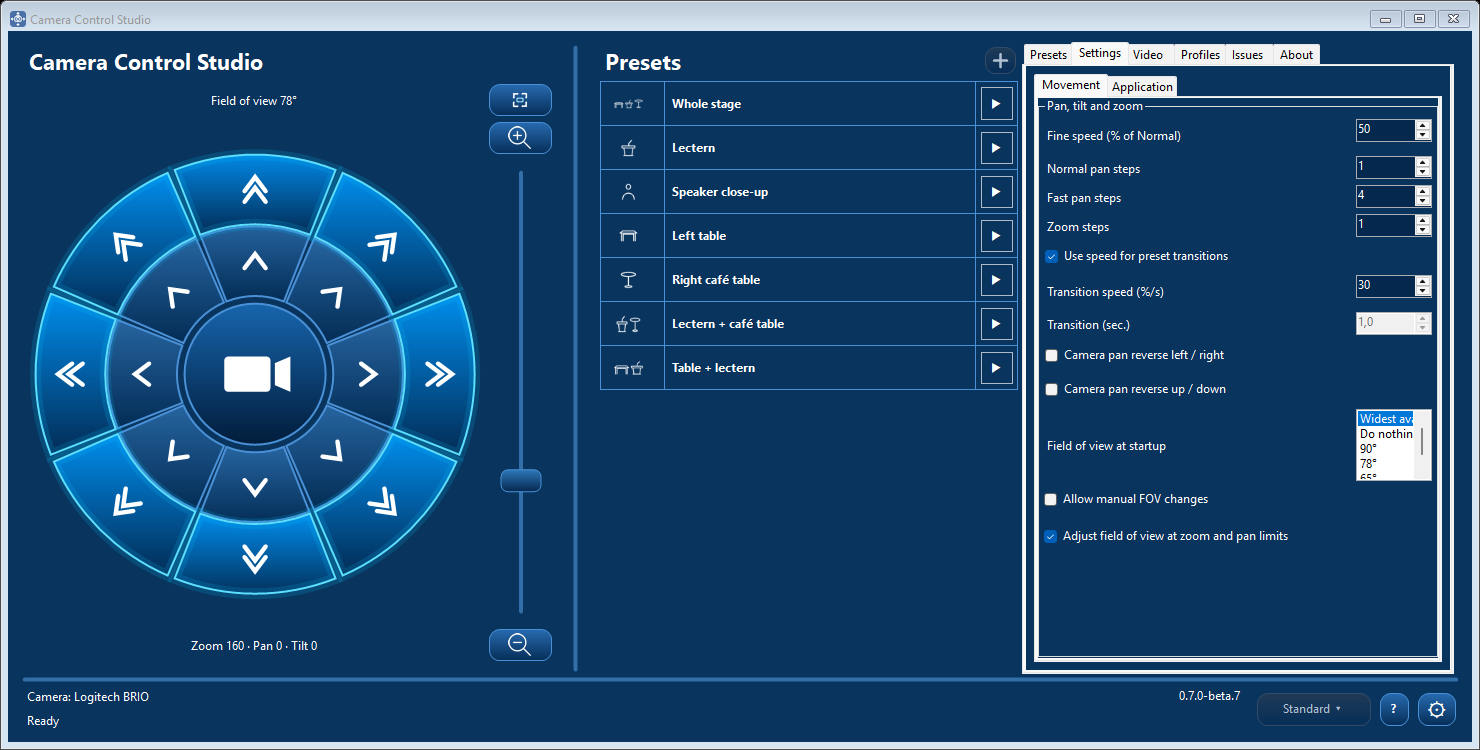 Camera Control Studio
Camera Control Studio
Field of view 78°
Zoom 160 · Pan 0 · Tilt 0
Presets
Whole stage
Lectern
Speaker close-up
Left table
Right café table
Lectern + café table
Table + lectern
Presets Settings Video Profiles Issues About
Movement Application
Pan, tilt and zoom
Fine speed (% of Normal) 50
Normal pan steps 1
Fast pan steps 4
Zoom steps 1
Use speed for preset transitions
Transition speed (%/s) 30
Transition (sec.) 1,0
Camera pan reverse left / right
Camera pan reverse up / down
Field of view at startup
Widest ava
Do nothin
90°
78°
65°
Allow manual FOV changes
Adjust field of view at zoom and pan limits
Camera: Logitech BRIO
Ready
0.7.0-beta.7
Standard
?